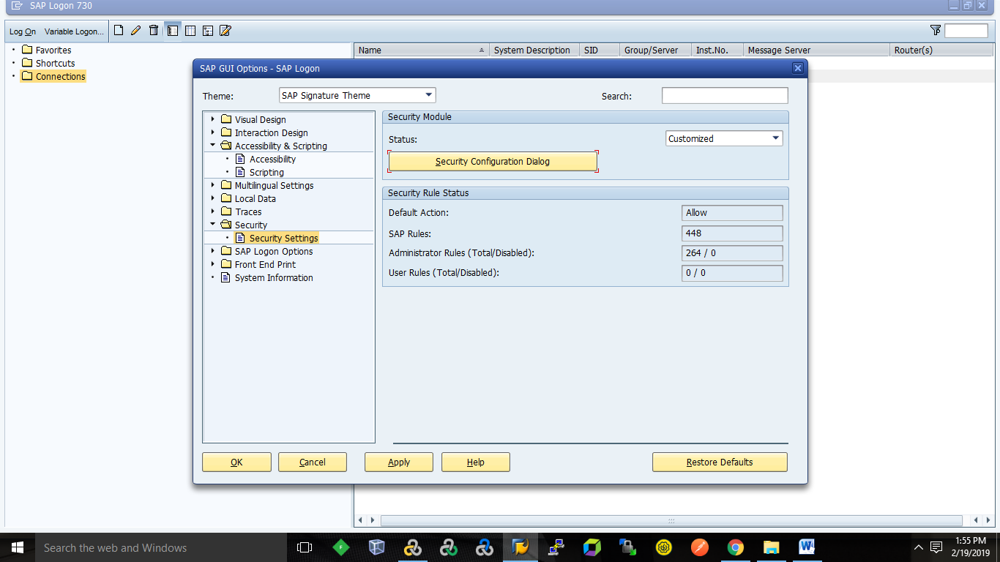 SAP Logon 730
Log On Variable Logon...
Favorites
Shortcuts
Connections
Name System Description SID Group/Server Inst.No. Message Server Router(s)
SAP GUI Options - SAP Logon
Theme: SAP Signature Theme Search:
Visual Design
Interaction Design
Accessibility & Scripting
Accessibility
Scripting
Multilingual Settings
Local Data
Traces
Security
Security Settings
SAP Logon Options
Front End Print
System Information
Security Module
Status: Customized
Security Configuration Dialog
Security Rule Status
Default Action: Allow
SAP Rules: 448
Administrator Rules (Total/Disabled): 264 / 0
User Rules (Total/Disabled): 0 / 0
OK Cancel Apply Help Restore Defaults
Search the web and Windows
1:55 PM
2/19/2019